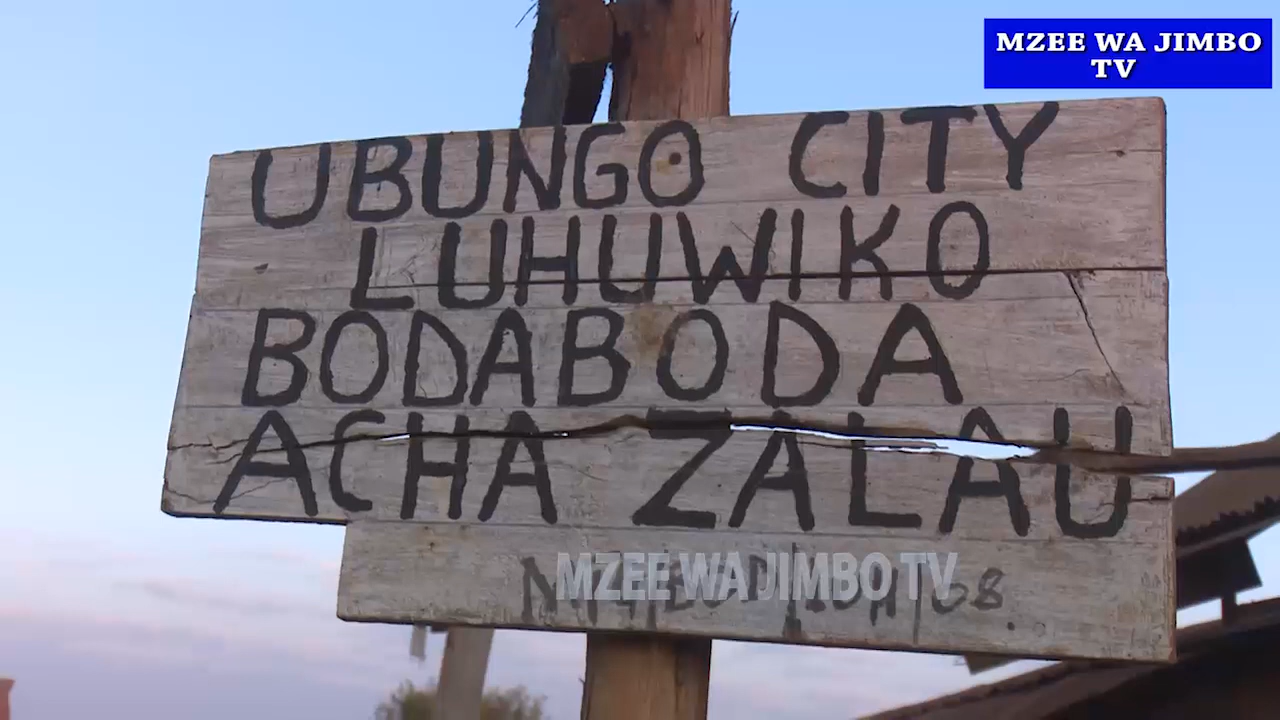 MZEE WA JIMBO
TV
UBUNGO CITY
LUHUWIKO
BODABODA
ACHA ZALAU
MZEE WA JIMBO TV